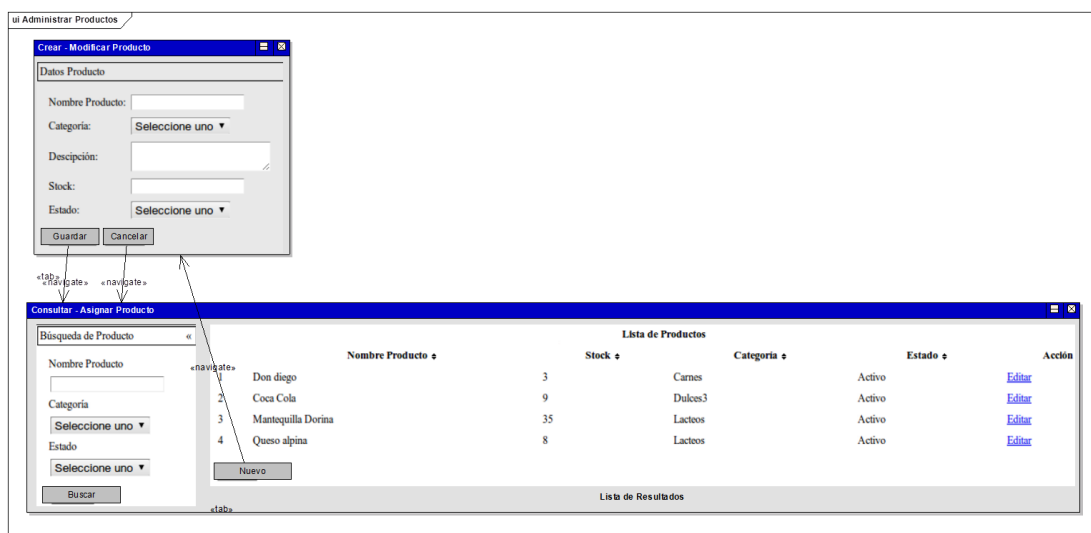 ui Administrar Productos
Crear - Modificar Producto
Datos Producto
Nombre Producto:
Categoría: Seleccione uno
Descipción:
Stock:
Estado: Seleccione uno
Guardar Cancelar
«tab»
«navigate» «navigate»
Consultar - Asignar Producto
Búsqueda de Producto «
Nombre Producto
Categoría
Seleccione uno
Estado
Seleccione uno
Buscar
«navigate»
Lista de Productos
Nombre Producto Stock Categoría Estado Acción
1 Don diego 3 Carnes Activo Editar
2 Coca Cola 9 Dulces3 Activo Editar
3 Mantequilla Dorina 35 Lacteos Activo Editar
4 Queso alpina 8 Lacteos Activo Editar
Nuevo
Lista de Resultados
«tab»